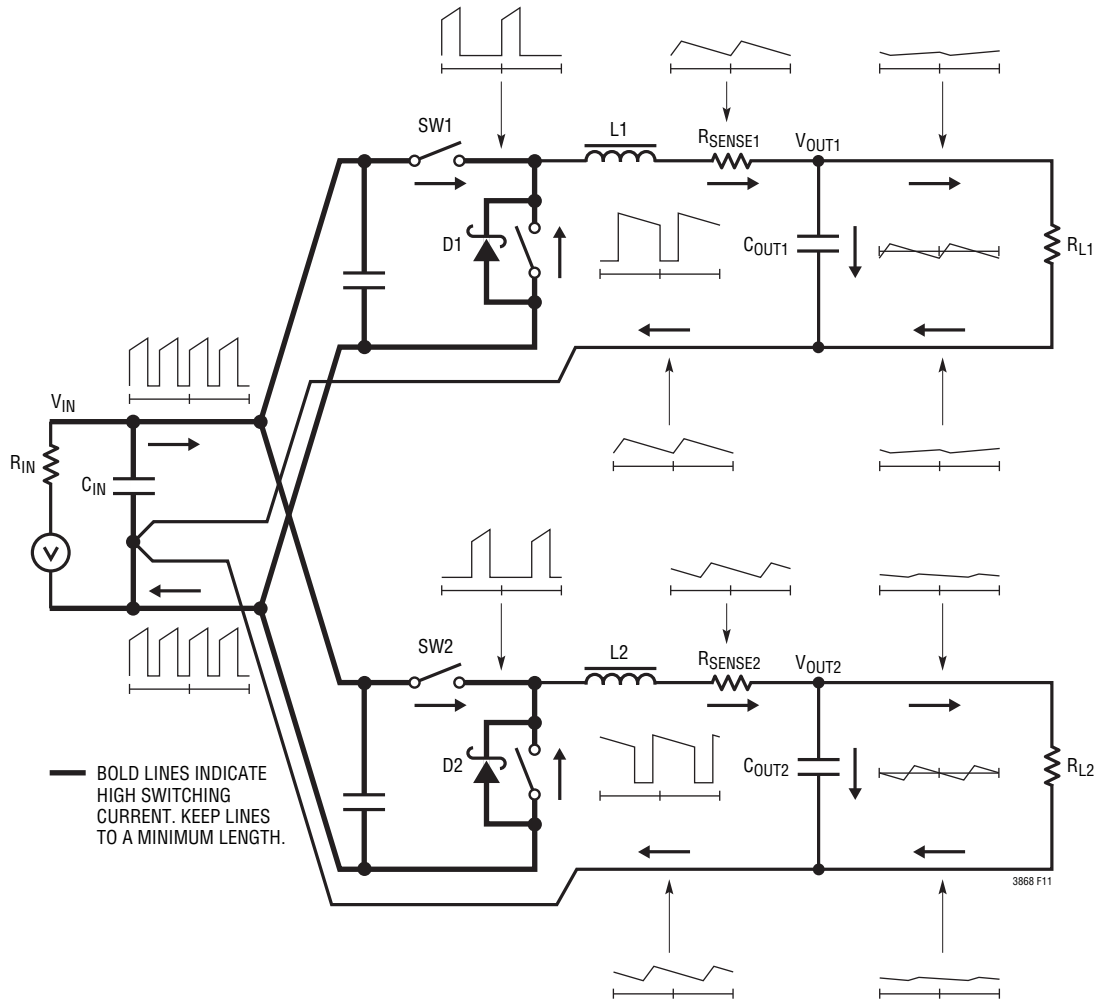 SW1
L1
RSENSE1
VOUT1
D1
COUT1
RL1
VIN
RIN
CIN
V
SW2
L2
RSENSE2
VOUT2
D2
COUT2
RL2
BOLD LINES INDICATE
HIGH SWITCHING
CURRENT. KEEP LINES
TO A MINIMUM LENGTH.
3868 F11